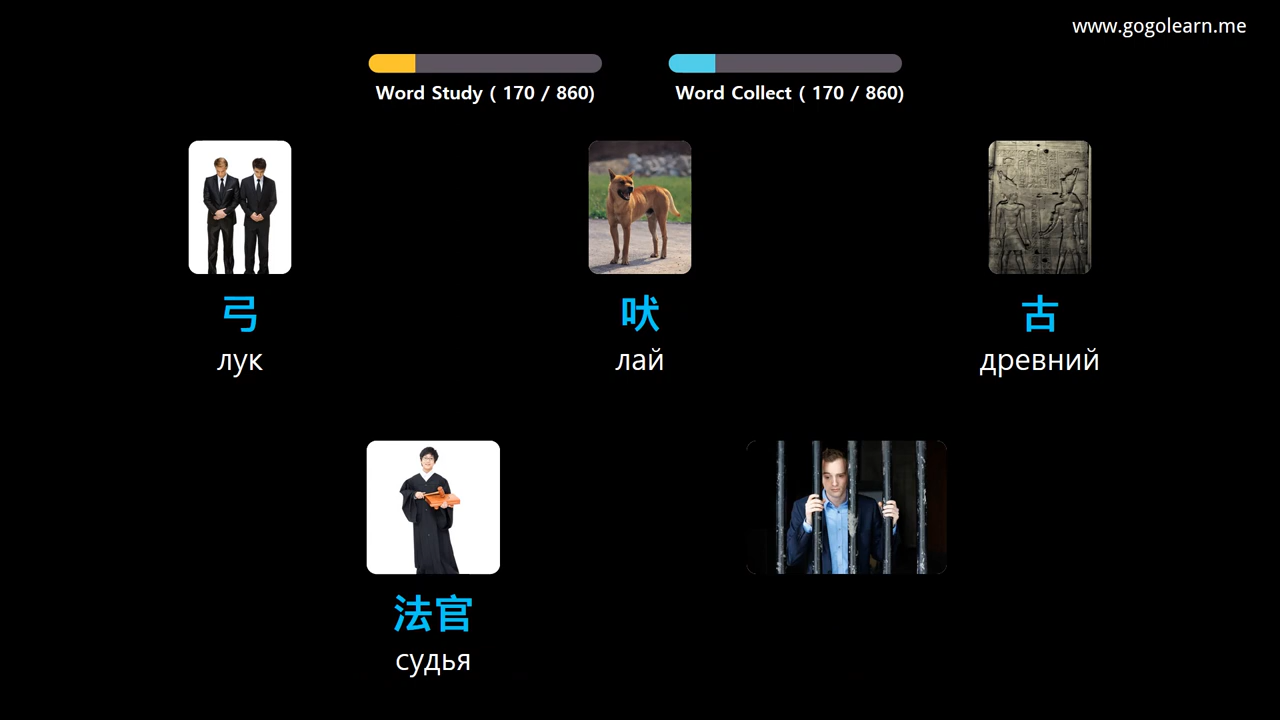 www.gogolearn.me
Word Study ( 170 / 860)
Word Collect ( 170 / 860)
弓
лук
吠
лай
古
древний
法官
судья